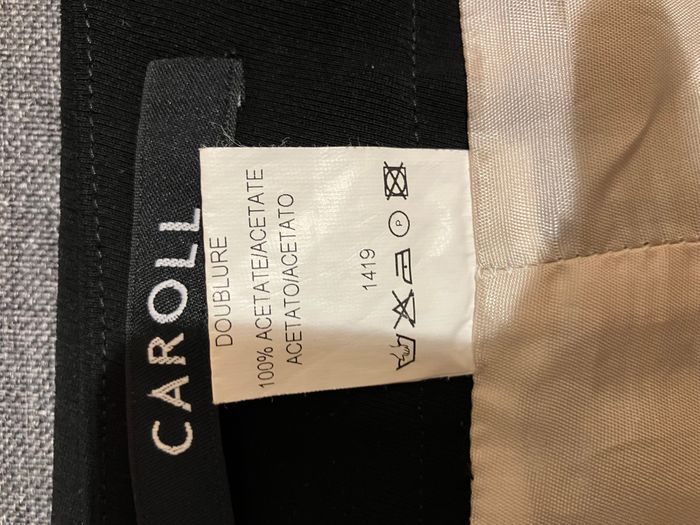 CAROLL
DOUBLURE
100% ACETATE/ACETATE
ACETATO/ACETATO
1419
P